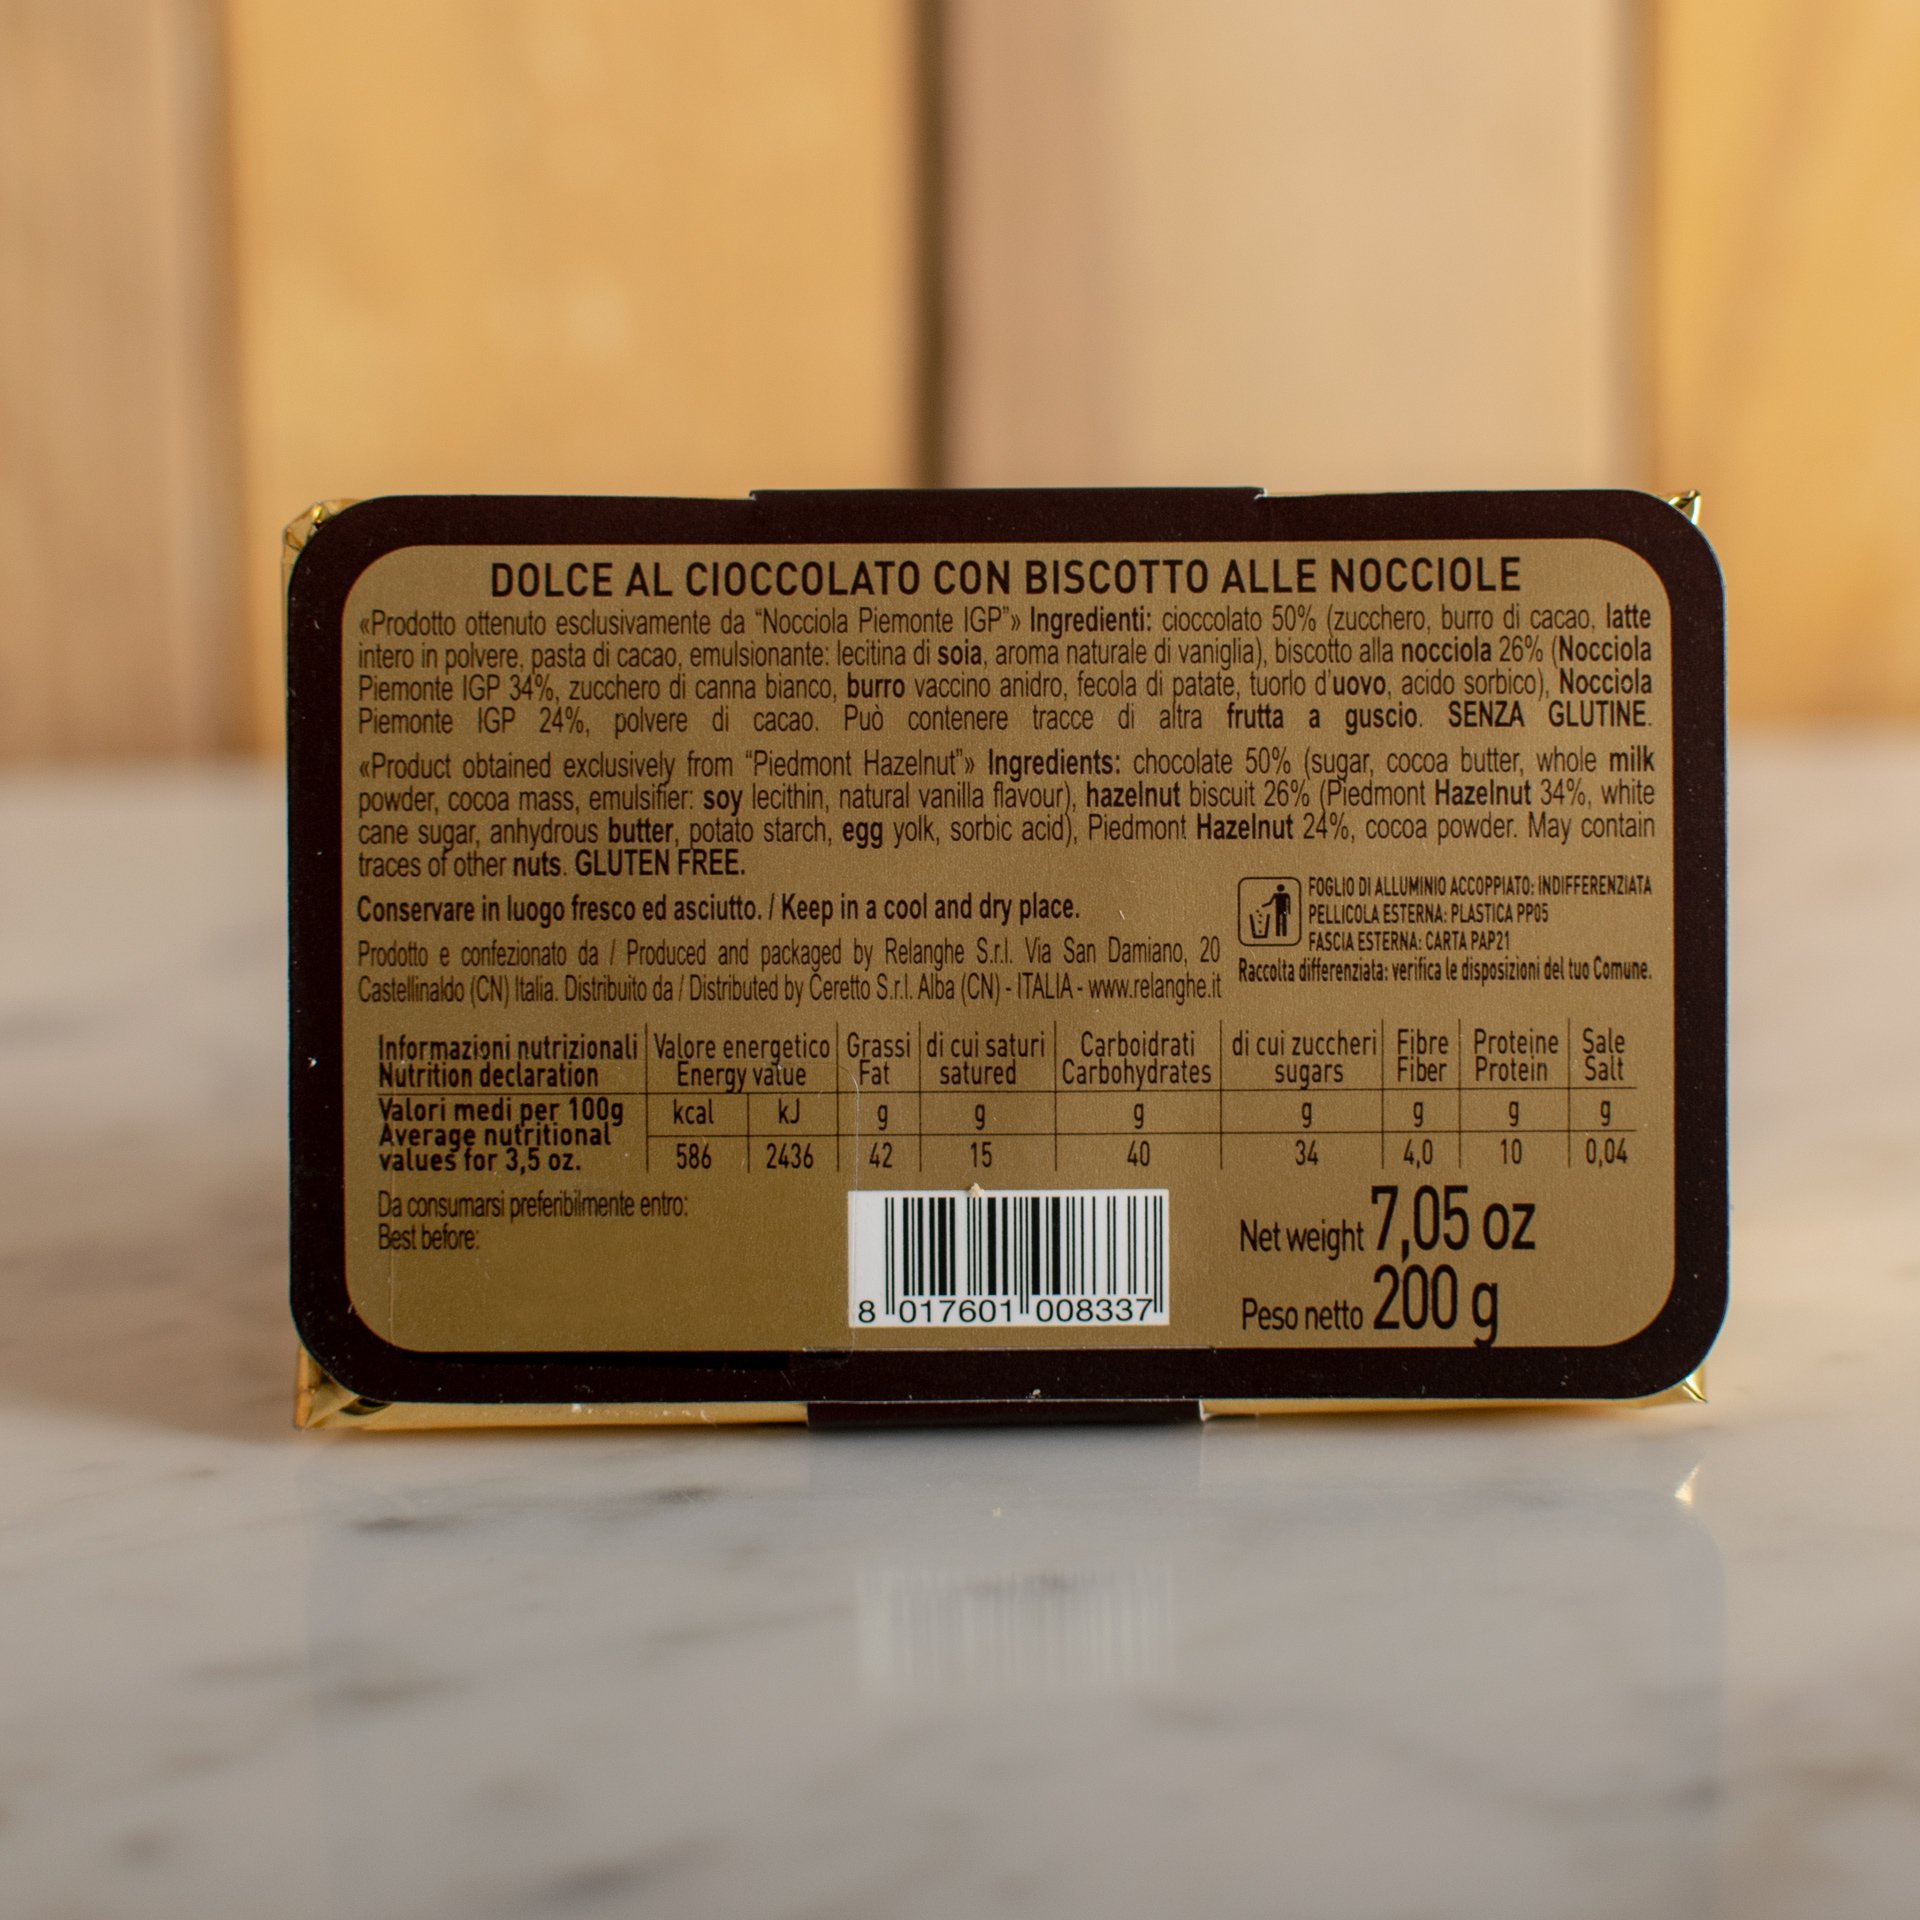 DOLCE AL CIOCCOLATO CON BISCOTTO ALLE NOCCIOLE
«Prodotto ottenuto esclusivamente da “Nocciola Piemonte IGP”» Ingredienti: cioccolato 50% (zucchero, burro di cacao, latte
intero in polvere, pasta di cacao, emulsionante: lecitina di soia, aroma naturale di vaniglia), biscotto alla nocciola 26% (Nocciola
Piemonte IGP 34%, zucchero di canna bianco, burro vaccino anidro, fecola di patate, tuorlo d'uovo, acido sorbico), Nocciola
Piemonte IGP 24%, polvere di cacao. Può contenere tracce di altra frutta a guscio. SENZA GLUTINE.
«Product obtained exclusively from “Piedmont Hazelnut”» Ingredients: chocolate 50% (sugar, cocoa butter, whole milk
powder, cocoa mass, emulsifier: soy lecithin, natural vanilla flavour), hazelnut biscuit 26% (Piedmont Hazelnut 34%, white
cane sugar, anhydrous butter, potato starch, egg yolk, sorbic acid), Piedmont Hazelnut 24%, cocoa powder. May contain
traces of other nuts. GLUTEN FREE.
Conservare in luogo fresco ed asciutto. / Keep in a cool and dry place.
Prodotto e confezionato da / Produced and packaged by Relanghe S.r.l. Via San Damiano, 20
Castellinaldo (CN) Italia. Distribuito da / Distributed by Ceretto S.r.l. Alba (CN) - ITALIA - www.relanghe.it
FOGLIO DI ALLUMINIO ACCOPPIATO: INDIFFERENZIATA
PELLICOLA ESTERNA: PLASTICA PP05
FASCIA ESTERNA: CARTA PAP21
Raccolta differenziata: verifica le disposizioni del tuo Comune.
Informazioni nutrizionali Valore energetico Grassi di cui saturi Carboidrati di cui zuccheri Fibre Proteine Sale
Nutrition declaration Energy value Fat satured Carbohydrates sugars Fiber Protein Salt
Valori medi per 100g kcal kJ g g g g g g g
Average nutritional
values for 3,5 oz. 586 2436 42 15 40 34 4,0 10 0,04
Da consumarsi preferibilmente entro:
Best before:
8 017601 008337
Net weight 7,05 oz
Peso netto 200 g